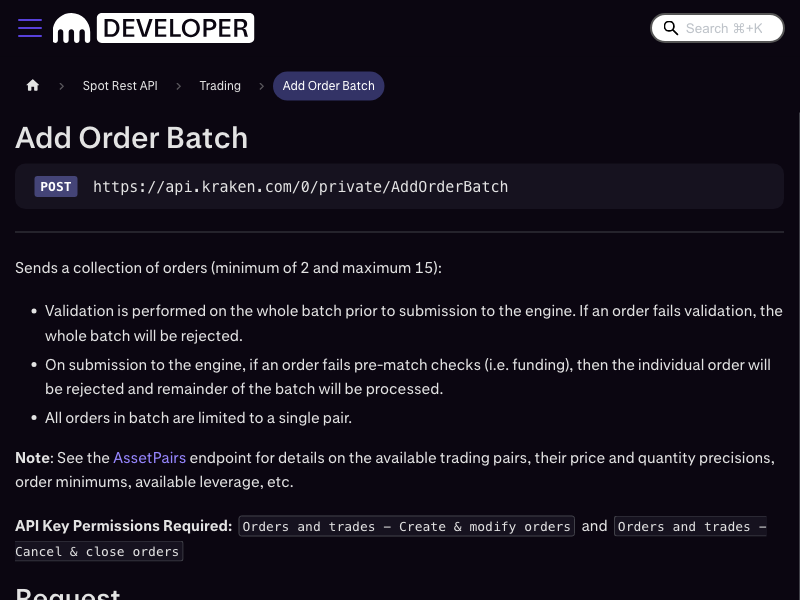 DEVELOPER
Search ⌘+K
Spot Rest API
Trading
Add Order Batch
Add Order Batch
POST https://api.kraken.com/0/private/AddOrderBatch
Sends a collection of orders (minimum of 2 and maximum 15):
• Validation is performed on the whole batch prior to submission to the engine. If an order fails validation, the
whole batch will be rejected.
• On submission to the engine, if an order fails pre-match checks (i.e. funding), then the individual order will
be rejected and remainder of the batch will be processed.
• All orders in batch are limited to a single pair.
Note: See the AssetPairs endpoint for details on the available trading pairs, their price and quantity precisions,
order minimums, available leverage, etc.
API Key Permissions Required: Orders and trades – Create & modify orders and Orders and trades –
Cancel & close orders
Request